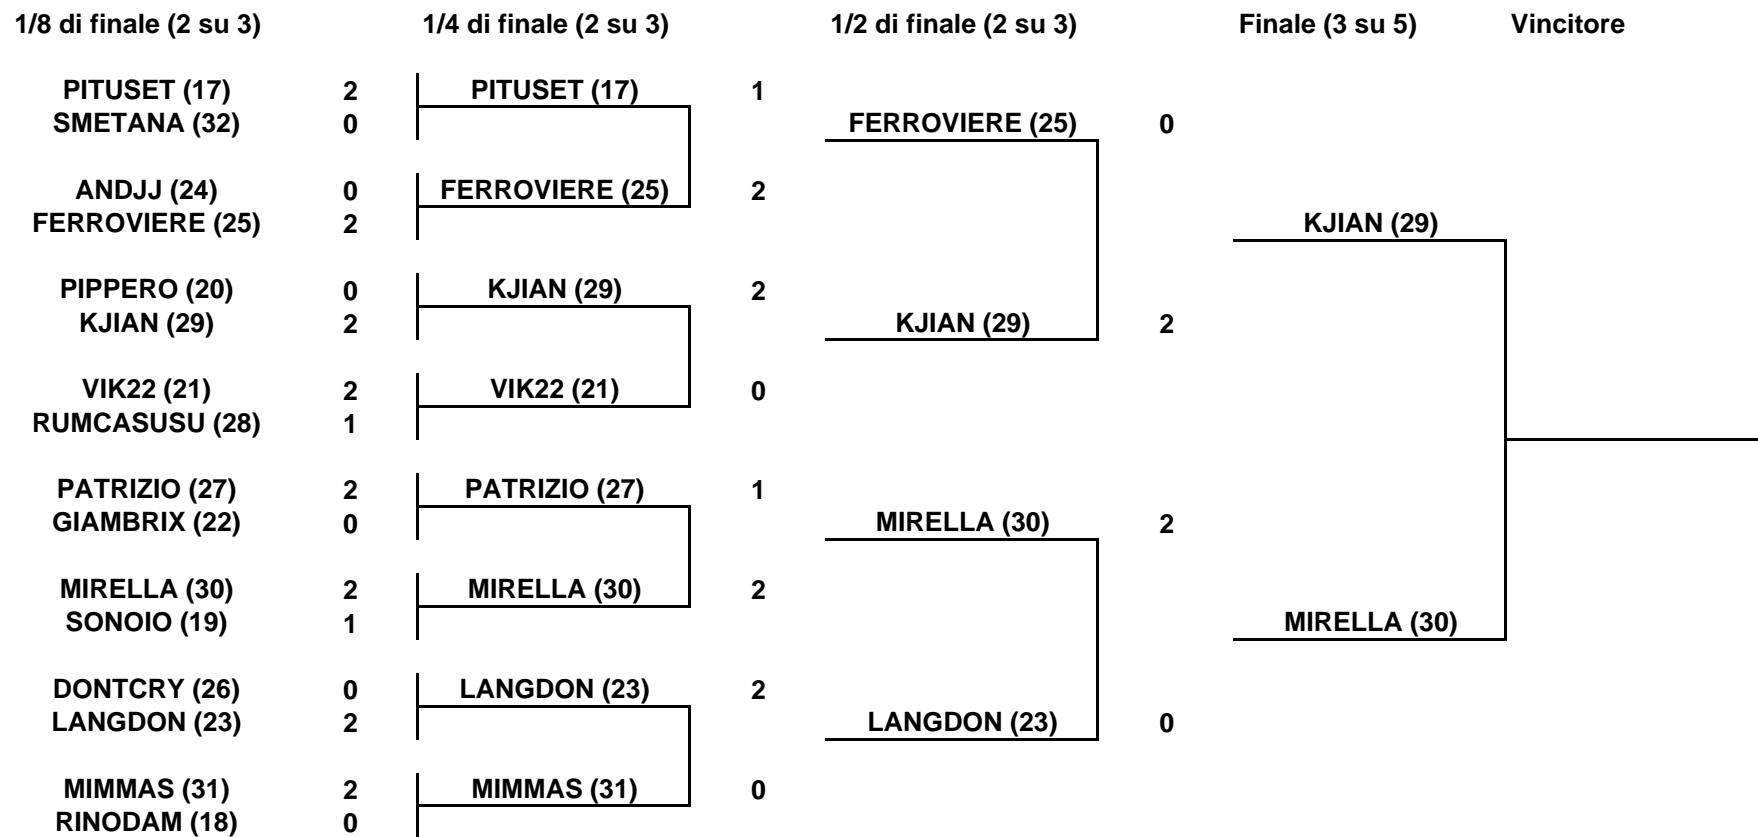 1/8 di finale (2 su 3) 1/4 di finale (2 su 3) 1/2 di finale (2 su 3) Finale (3 su 5) Vincitore
PITUSET (17) 2 PITUSET (17) 1
SMETANA (32) 0 FERROVIERE (25) 0
ANDJJ (24) 0 FERROVIERE (25) 2
FERROVIERE (25) 2 KJIAN (29)
PIPPERO (20) 0 KJIAN (29) 2
KJIAN (29) 2 KJIAN (29) 2
VIK22 (21) 2 VIK22 (21) 0
RUMCASUSU (28) 1
PATRIZIO (27) 2 PATRIZIO (27) 1
GIAMBRIX (22) 0 MIRELLA (30) 2
MIRELLA (30) 2 MIRELLA (30) 2
SONOIO (19) 1 MIRELLA (30)
DONTCRY (26) 0 LANGDON (23) 2
LANGDON (23) 2 LANGDON (23) 0
MIMMAS (31) 2 MIMMAS (31) 0
RINODAM (18) 0